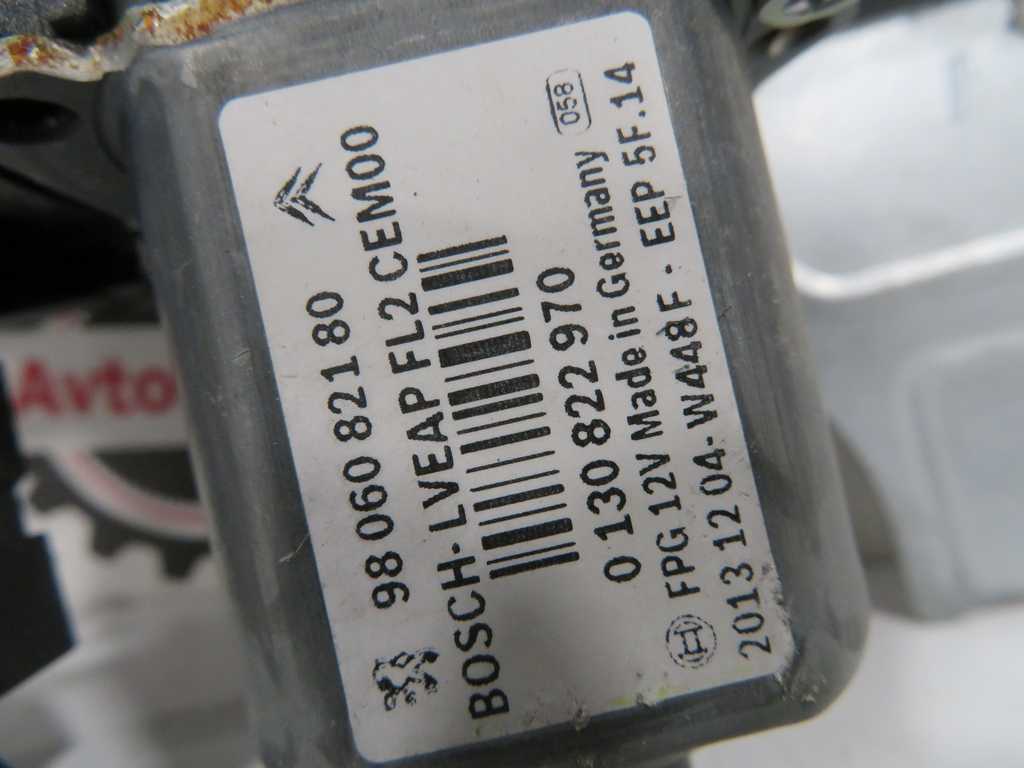 98 060 821 80
BOSCH- LVEAP FL2 CEM00
0 130 822 970
058
FPG 12V Made in Germany
2013 12 04- W448F · EEP 5F.14
Avto